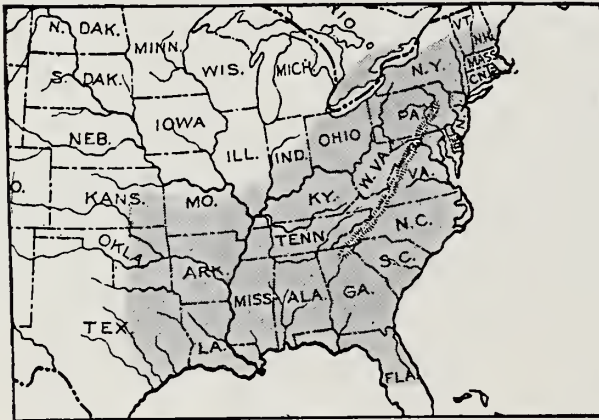 N. DAK.
MINN.
WIS.
MICH.
VT
N.H.
MASS
N.Y.
S. DAK.
IOWA
NEB.
ILL.
IND.
OHIO
PA.
N.J.
W. VA.
VA.
O.
KANS.
MO.
KY.
N.C.
TENN
OKLA.
ARK.
S.C.
MISS
ALA.
GA.
TEX.
LA.
FLA.